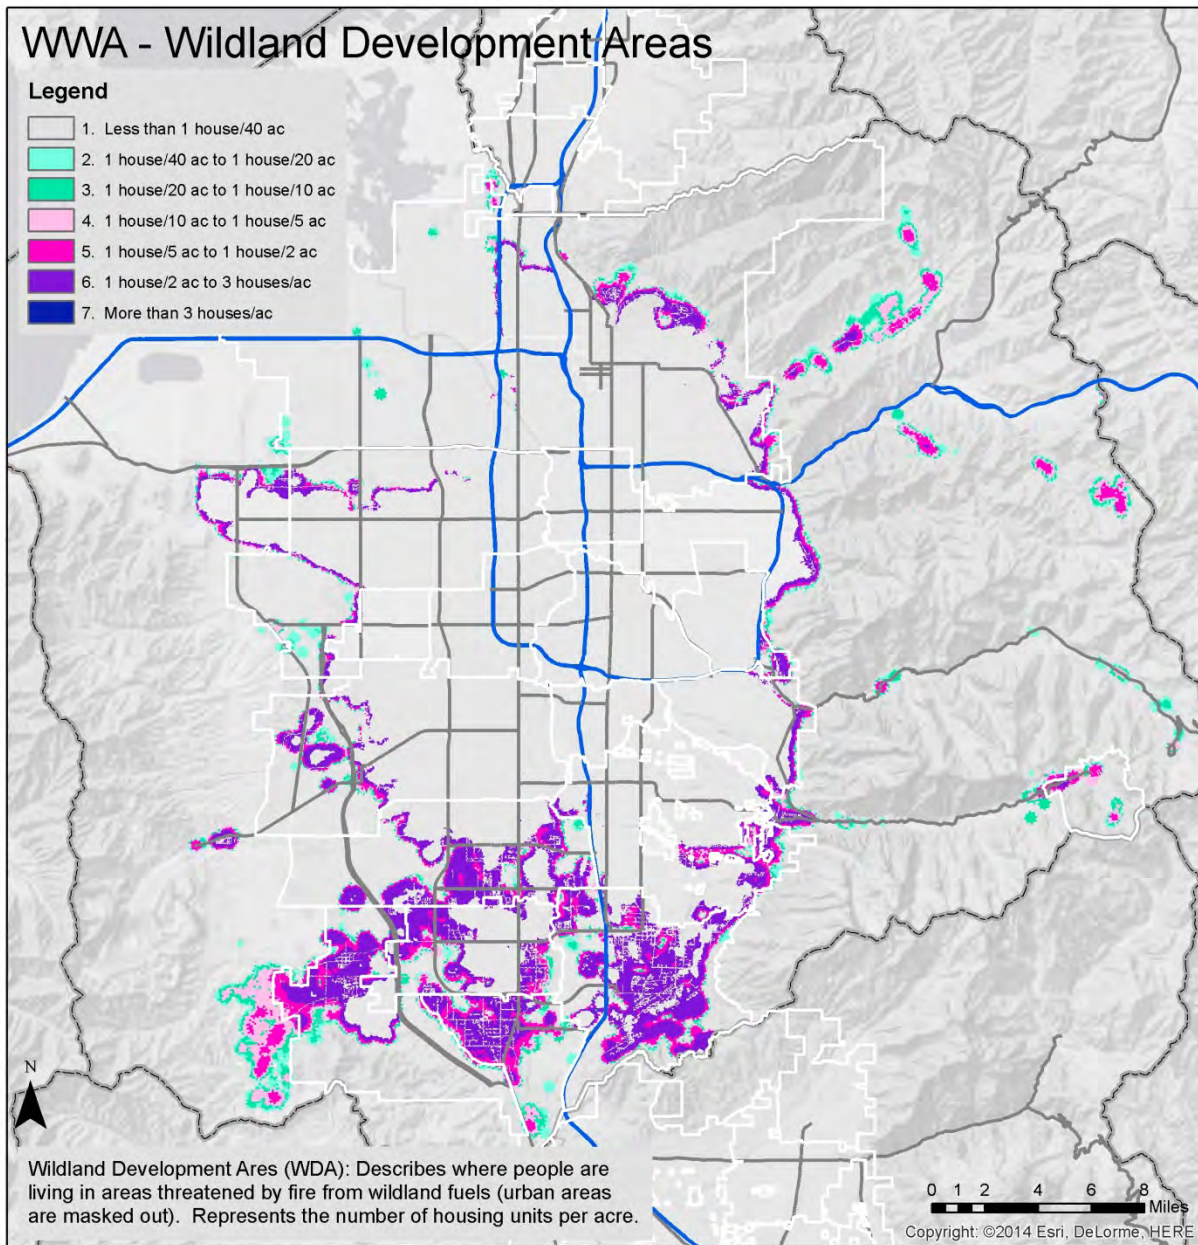 WWA - Wildland Development Areas
Legend
1. Less than 1 house/40 ac
2. 1 house/40 ac to 1 house/20 ac
3. 1 house/20 ac to 1 house/10 ac
4. 1 house/10 ac to 1 house/5 ac
5. 1 house/5 ac to 1 house/2 ac
6. 1 house/2 ac to 3 houses/ac
7. More than 3 houses/ac
N
Wildland Development Ares (WDA): Describes where people are
living in areas threatened by fire from wildland fuels (urban areas
are masked out). Represents the number of housing units per acre.
0 1 2 4 6 8
Miles
Copyright: ©2014 Esri, DeLorme, HERE